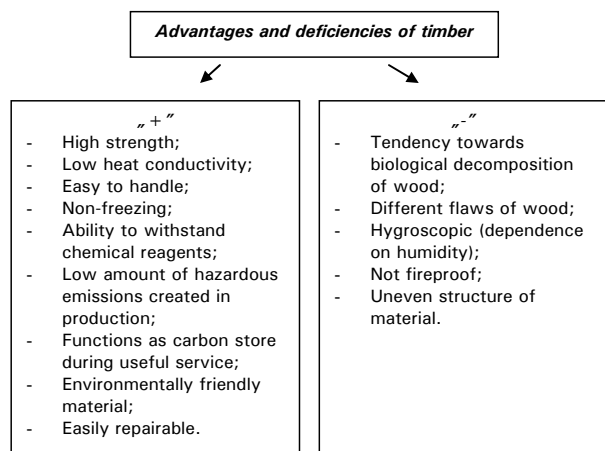 Advantages and deficiencies of timber
„+”
- High strength;
- Low heat conductivity;
- Easy to handle;
- Non-freezing;
- Ability to withstand
chemical reagents;
- Low amount of hazardous
emissions created in
production;
- Functions as carbon store
during useful service;
- Environmentally friendly
material;
- Easily repairable.
„-”
- Tendency towards
biological decomposition
of wood;
- Different flaws of wood;
- Hygroscopic (dependence
on humidity);
- Not fireproof;
- Uneven structure of
material.